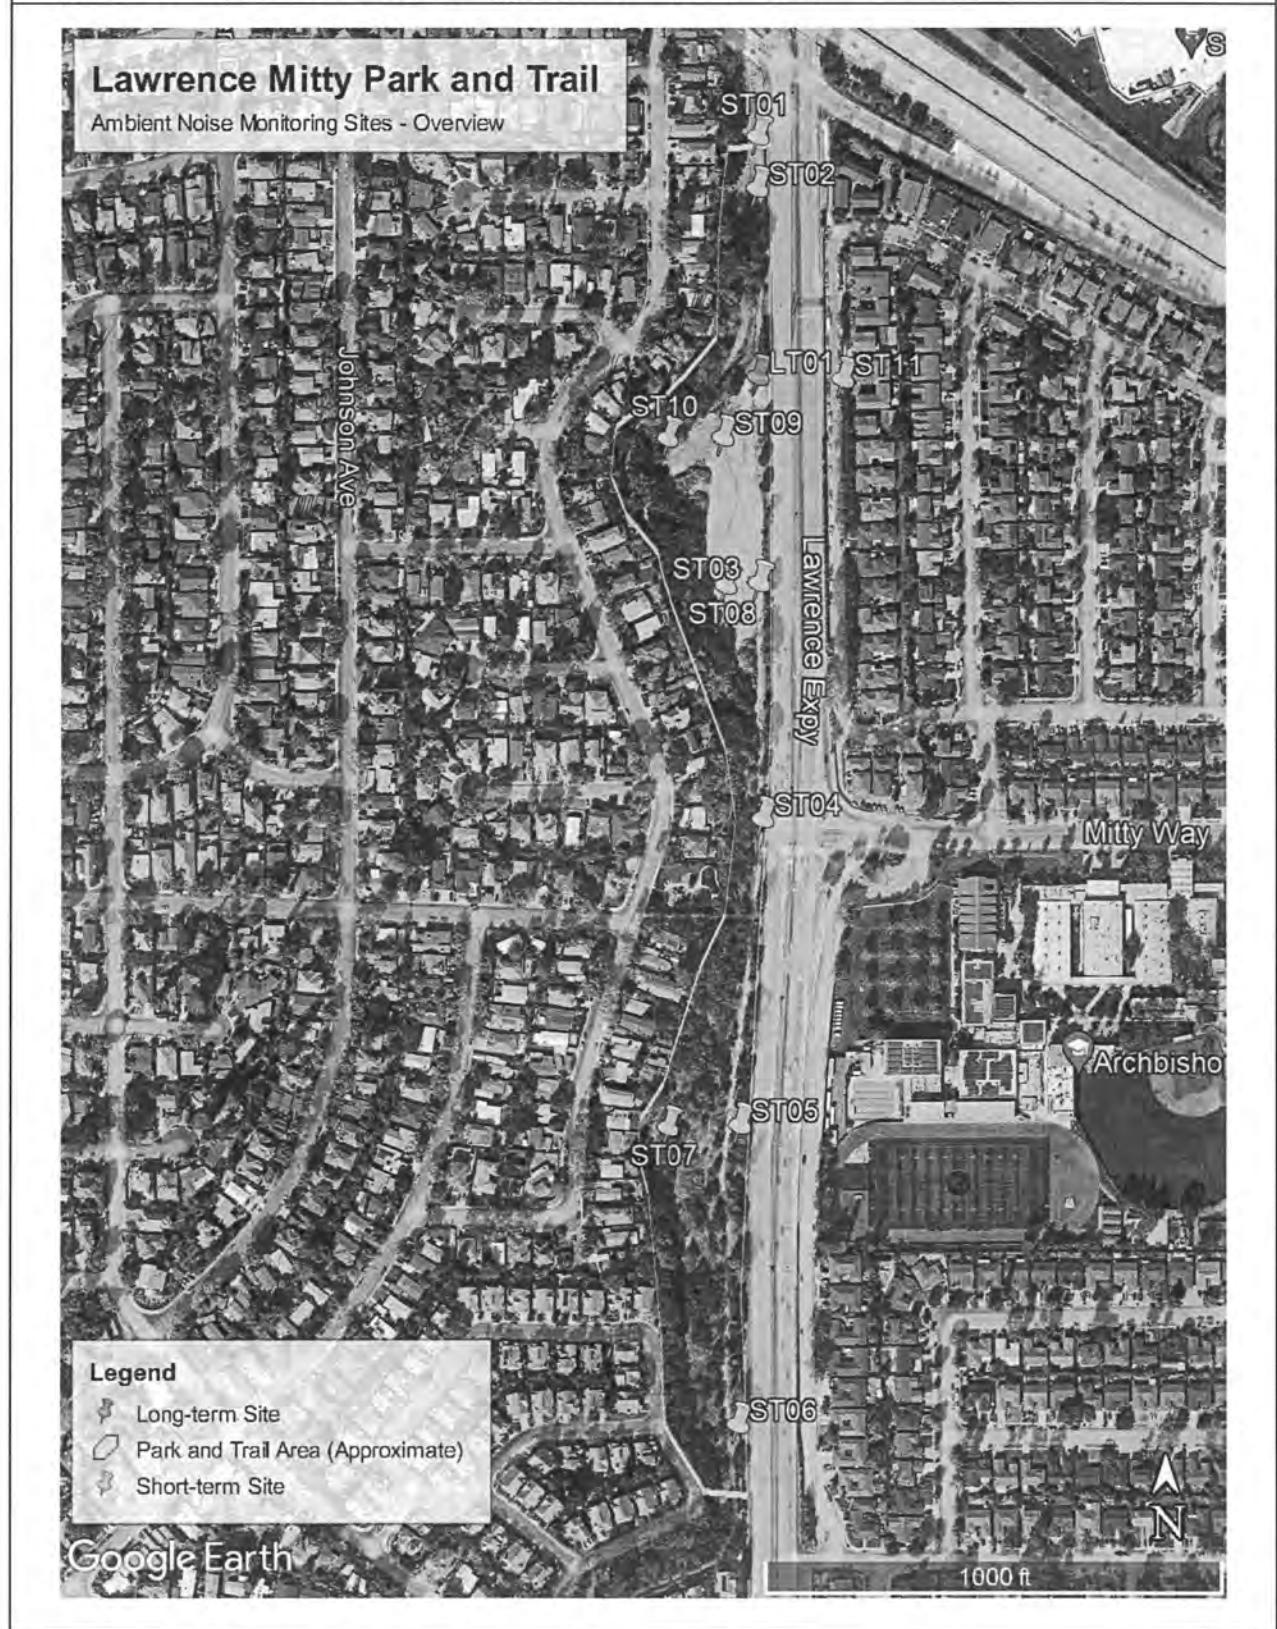 Lawrence Mitty Park and Trail
Ambient Noise Monitoring Sites - Overview
S
ST01
ST02
LT01
ST11
ST10
ST09
Johnson Ave
ST03
ST08
Lawrence Expy
ST04
Mitty Way
Archbisho
ST05
ST07
ST06
Legend
Long-term Site
Park and Trail Area (Approximate)
Short-term Site
N
Google Earth
1000 ft